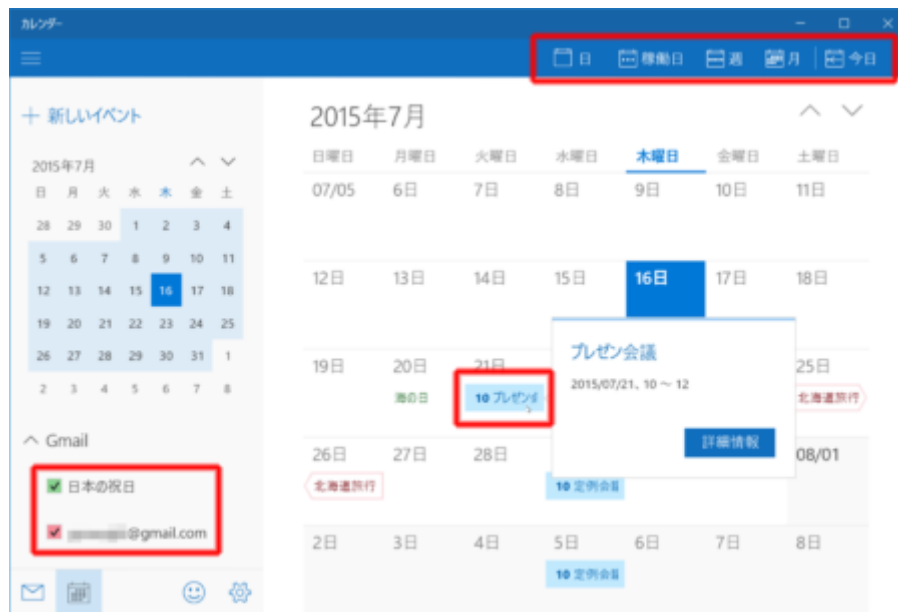 カレンダー
日 稼働日 週 月 今日
新しいイベント
2015年7月
日 月 火 水 木 金 土
28 29 30 1 2 3 4
5 6 7 8 9 10 11
12 13 14 15 16 17 18
19 20 21 22 23 24 25
26 27 28 29 30 31 1
2 3 4 5 6 7 8
Gmail
日本の祝日
@gmail.com
2015年7月
日曜日 月曜日 火曜日 水曜日 木曜日 金曜日 土曜日
07/05 6日 7日 8日 9日 10日 11日
12日 13日 14日 15日 16日 17日 18日
19日 20日 21日 25日
海の日 10 プレゼン 北海道旅行
プレゼン会議
2015/07/21、10 ～ 12
詳細情報
26日 27日 28日 08/01
北海道旅行 10 定例会議
2日 3日 4日 5日 6日 7日 8日
10 定例会議